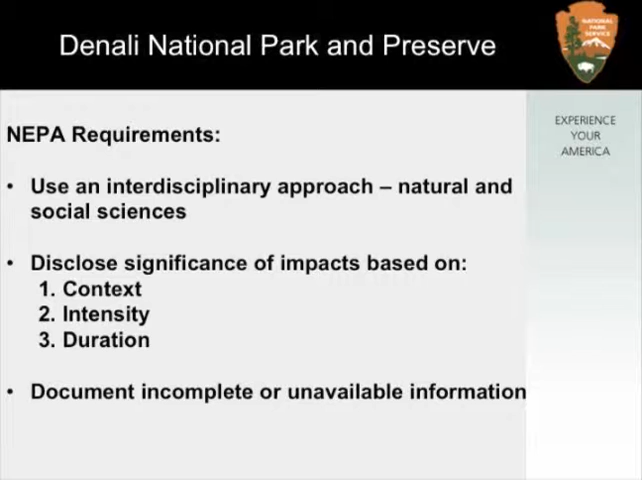 Denali National Park and Preserve
NATIONAL
PARK
SERVICE
EXPERIENCE
YOUR
AMERICA
NEPA Requirements:
• Use an interdisciplinary approach – natural and
social sciences
• Disclose significance of impacts based on:
1. Context
2. Intensity
3. Duration
• Document incomplete or unavailable information